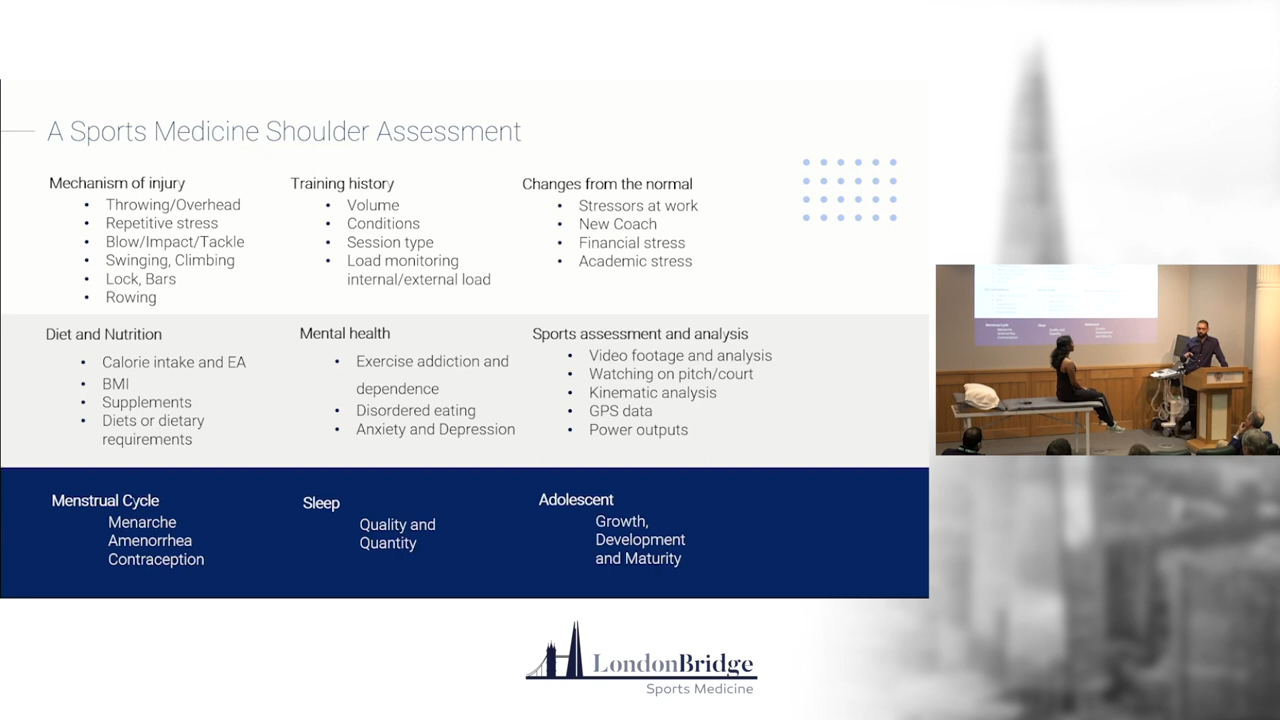 A Sports Medicine Shoulder Assessment
Mechanism of injury
• Throwing/Overhead
• Repetitive stress
• Blow/Impact/Tackle
• Swinging, Climbing
• Lock, Bars
• Rowing
Training history
• Volume
• Conditions
• Session type
• Load monitoring
internal/external load
Changes from the normal
• Stressors at work
• New Coach
• Financial stress
• Academic stress
Diet and Nutrition
• Calorie intake and EA
• BMI
• Supplements
• Diets or dietary
requirements
Mental health
• Exercise addiction and
dependence
• Disordered eating
• Anxiety and Depression
Sports assessment and analysis
• Video footage and analysis
• Watching on pitch/court
• Kinematic analysis
• GPS data
• Power outputs
Menstrual Cycle
Menarche
Amenorrhea
Contraception
Sleep
Quality and
Quantity
Adolescent
Growth,
Development
and Maturity
LondonBridge
Sports Medicine